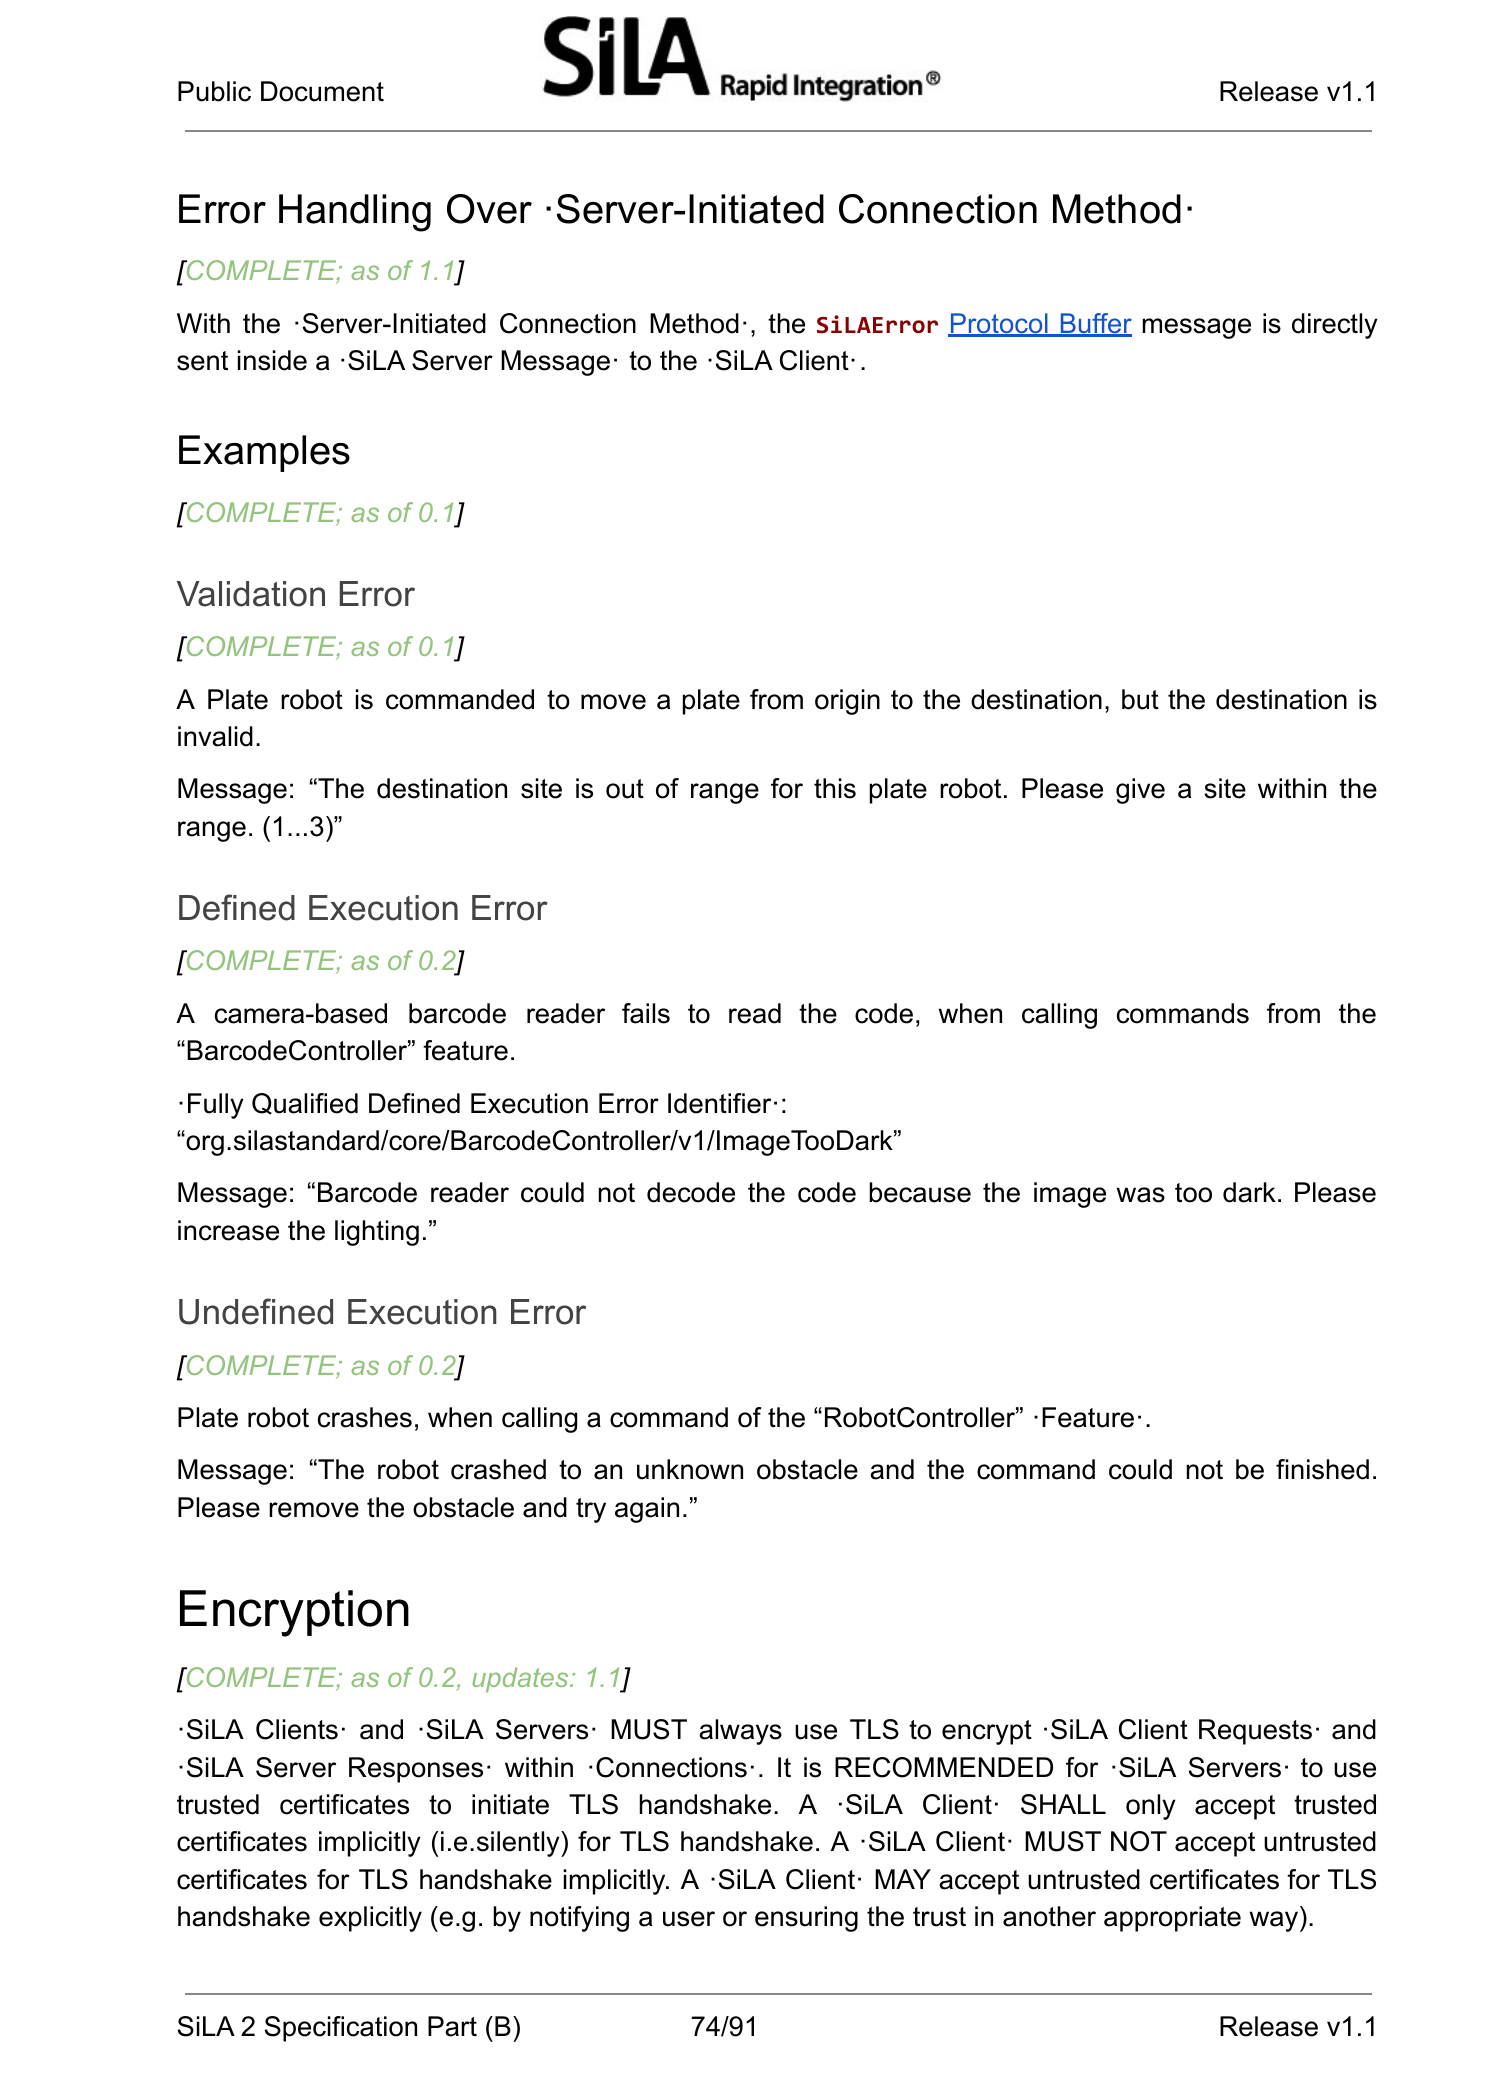 Public Document
SiLA Rapid Integration®
Release v1.1
Error Handling Over ·Server-Initiated Connection Method·
[COMPLETE; as of 1.1]
With the ·Server-Initiated Connection Method·, the SiLAError Protocol Buffer message is directly
sent inside a ·SiLA Server Message· to the ·SiLA Client·.
Examples
[COMPLETE; as of 0.1]
Validation Error
[COMPLETE; as of 0.1]
A Plate robot is commanded to move a plate from origin to the destination, but the destination is
invalid.
Message: “The destination site is out of range for this plate robot. Please give a site within the
range. (1...3)”
Defined Execution Error
[COMPLETE; as of 0.2]
A camera-based barcode reader fails to read the code, when calling commands from the
“BarcodeController” feature.
·Fully Qualified Defined Execution Error Identifier·:
“org.silastandard/core/BarcodeController/v1/ImageTooDark”
Message: “Barcode reader could not decode the code because the image was too dark. Please
increase the lighting.”
Undefined Execution Error
[COMPLETE; as of 0.2]
Plate robot crashes, when calling a command of the “RobotController” ·Feature·.
Message: “The robot crashed to an unknown obstacle and the command could not be finished.
Please remove the obstacle and try again.”
Encryption
[COMPLETE; as of 0.2, updates: 1.1]
·SiLA Clients· and ·SiLA Servers· MUST always use TLS to encrypt ·SiLA Client Requests· and
·SiLA Server Responses· within ·Connections·. It is RECOMMENDED for ·SiLA Servers· to use
trusted certificates to initiate TLS handshake. A ·SiLA Client· SHALL only accept trusted
certificates implicitly (i.e.silently) for TLS handshake. A ·SiLA Client· MUST NOT accept untrusted
certificates for TLS handshake implicitly. A ·SiLA Client· MAY accept untrusted certificates for TLS
handshake explicitly (e.g. by notifying a user or ensuring the trust in another appropriate way).
SiLA 2 Specification Part (B)
74/91
Release v1.1